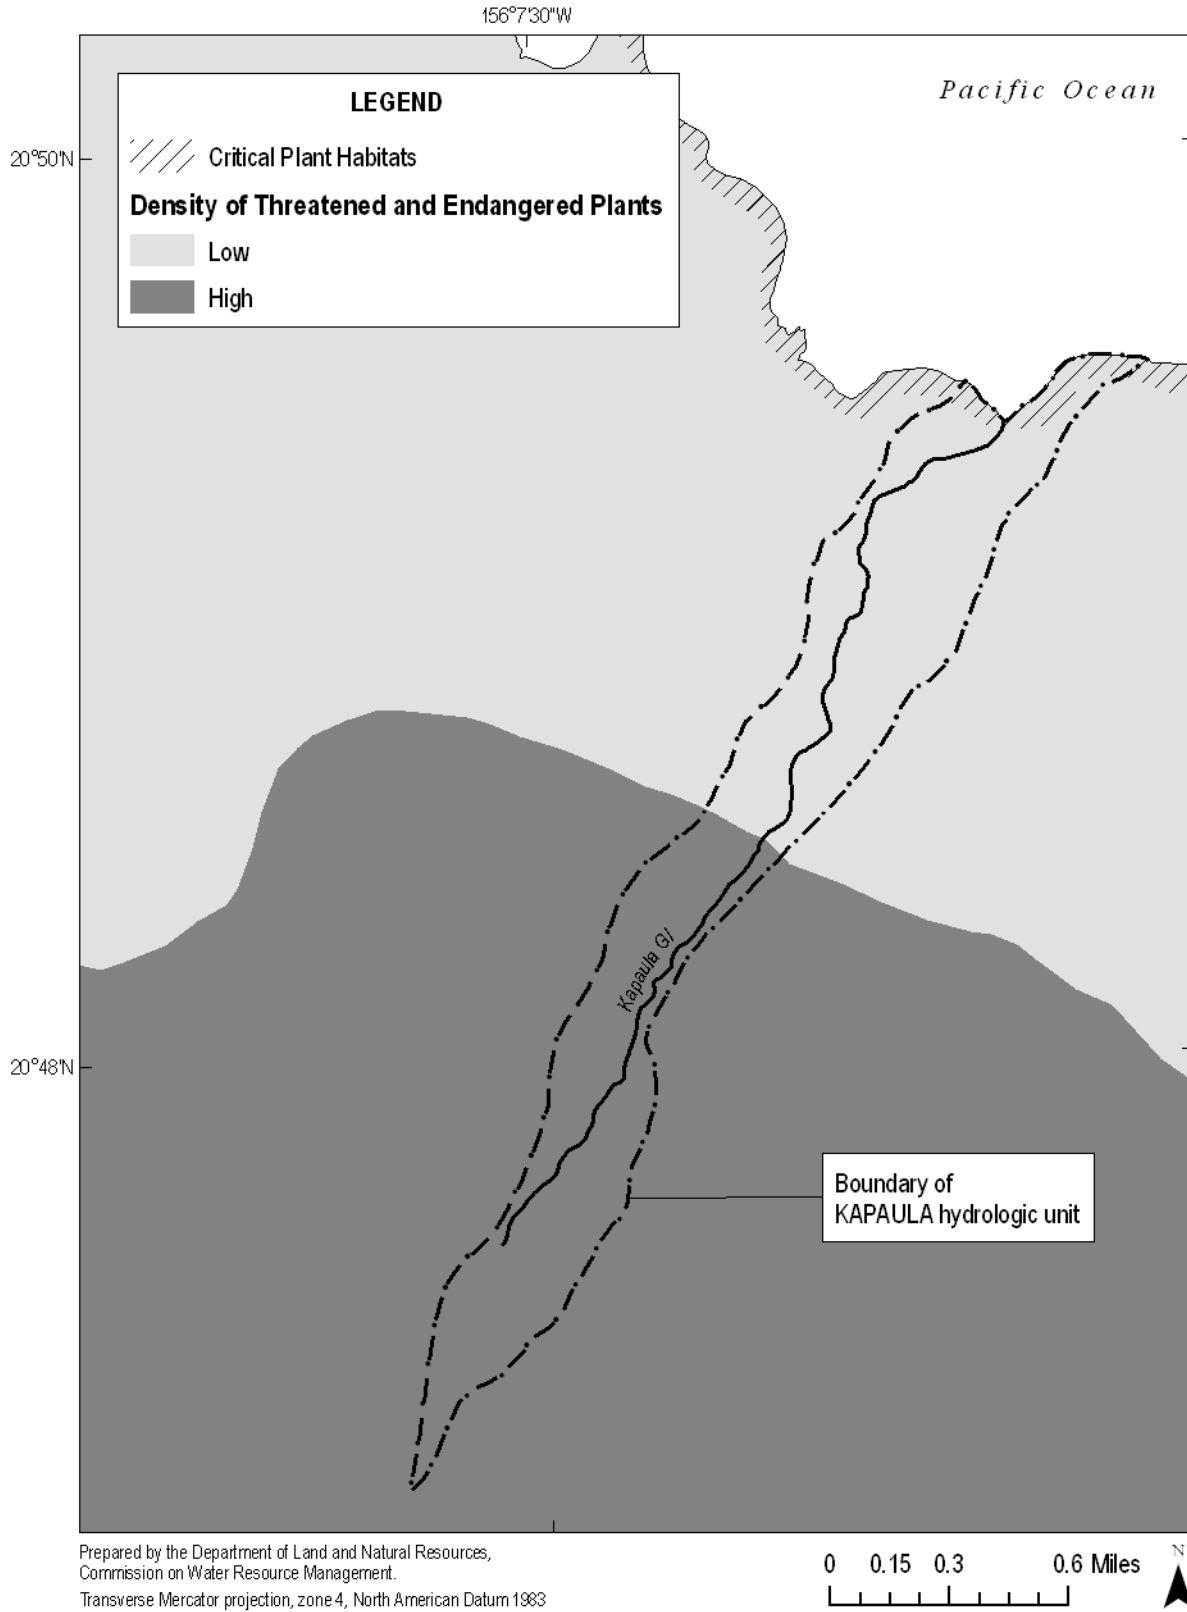 156°7'30"W
Pacific Ocean
LEGEND
Critical Plant Habitats
Density of Threatened and Endangered Plants
Low
High
20°50'N
Kapaula G/
20°48'N
Boundary of
KAPAULA hydrologic unit
Prepared by the Department of Land and Natural Resources,
Commission on Water Resource Management.
Transverse Mercator projection, zone 4, North American Datum 1983
0 0.15 0.3 0.6 Miles
N